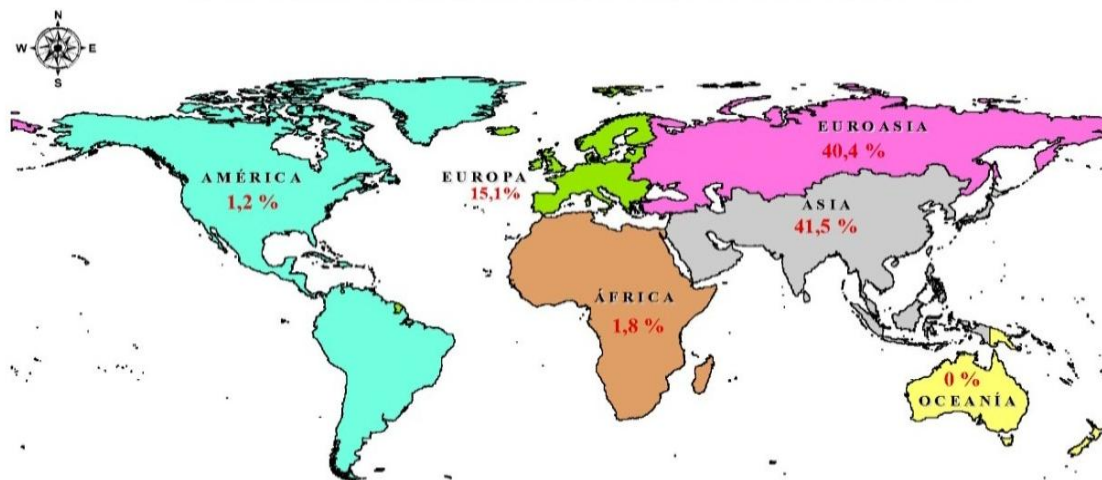 N
W E
S
EUROASIA
40,4 %
AMÉRICA
1,2 %
EUROPA
15,1%
ASIA
41,5 %
ÁFRICA
1,8 %
0 %
OCEANÍA